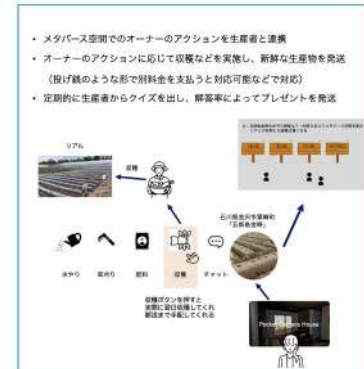 • メタバース空間でのオーナーのアクションを生産者と連携
• オーナーのアクションに応じて収穫などを実施し、新鮮な生産物を発送
（投げ銭のような形で別料金を支払うと対応可能などで対応）
• 定期的に生産者からクイズを出し、解答率によってプレゼントを発送
リアル
収穫
石川県金沢市粟崎町
「五郎島金時」
水やり
草刈り
肥料
収穫
チャット
収穫ボタンを押すと
実際に翌日収穫してくれ
郵送まで手配してくれる
Pocket Owners House